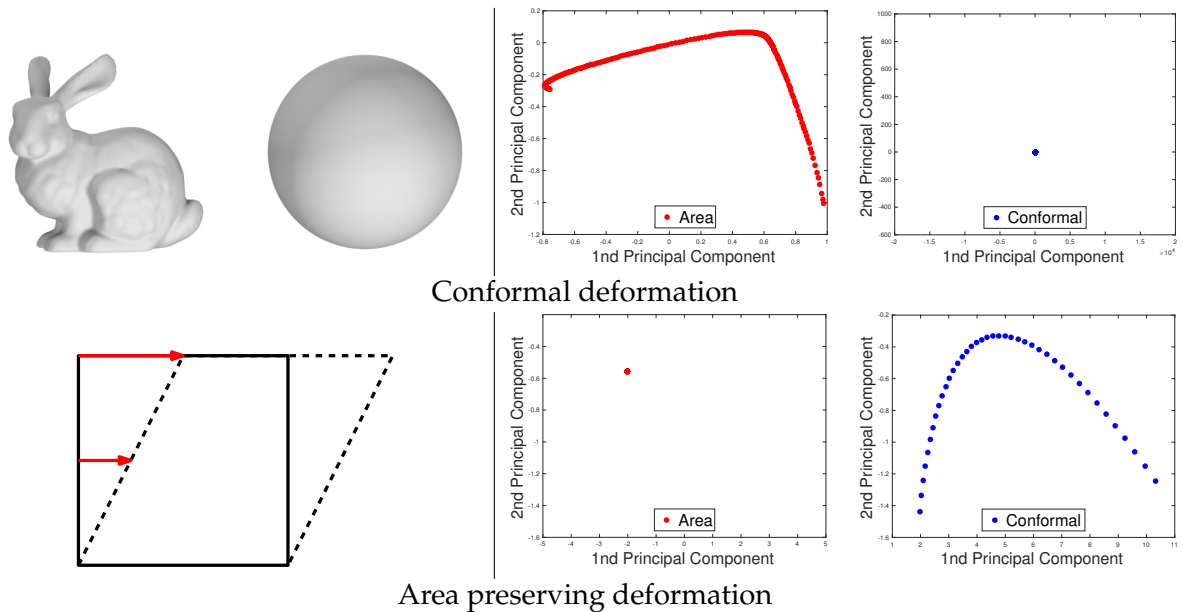 2nd Principal Component
0.2
0
-0.2
-0.4
-0.6
-0.8
-1
-1.2
Area
-0.8 -0.6 -0.4 -0.2 0 0.2 0.4 0.6 0.8 1
1nd Principal Component
2nd Principal Component
1000
800
600
400
200
0
-200
-400
-600
Conformal
-2 -1.5 -1 -0.5 0 0.5 1 1.5 2
×10⁴
1nd Principal Component
Conformal deformation
2nd Principal Component
-0.2
-0.4
-0.6
-0.8
-1
-1.2
-1.4
-1.6
Area
-5 -4 -3 -2 -1 0 1 2 3 4 5
1nd Principal Component
2nd Principal Component
-0.2
-0.4
-0.6
-0.8
-1
-1.2
-1.4
-1.6
Conformal
1 2 3 4 5 6 7 8 9 10 11
1nd Principal Component
Area preserving deformation